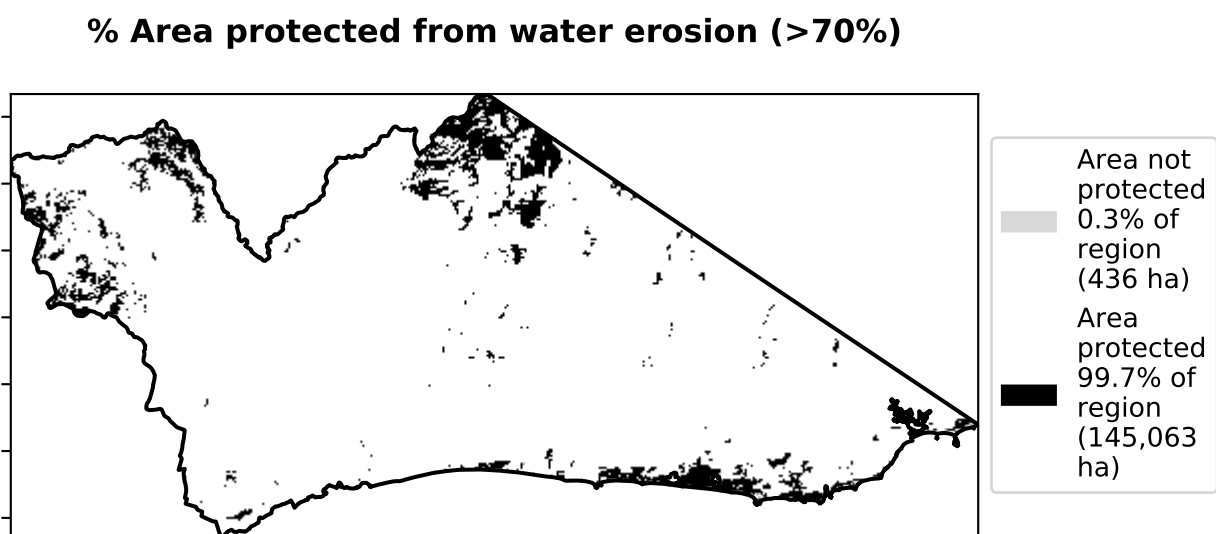 % Area protected from water erosion (>70%)
Area not
protected
0.3% of
region
(436 ha)
Area
protected
99.7% of
region
(145,063
ha)